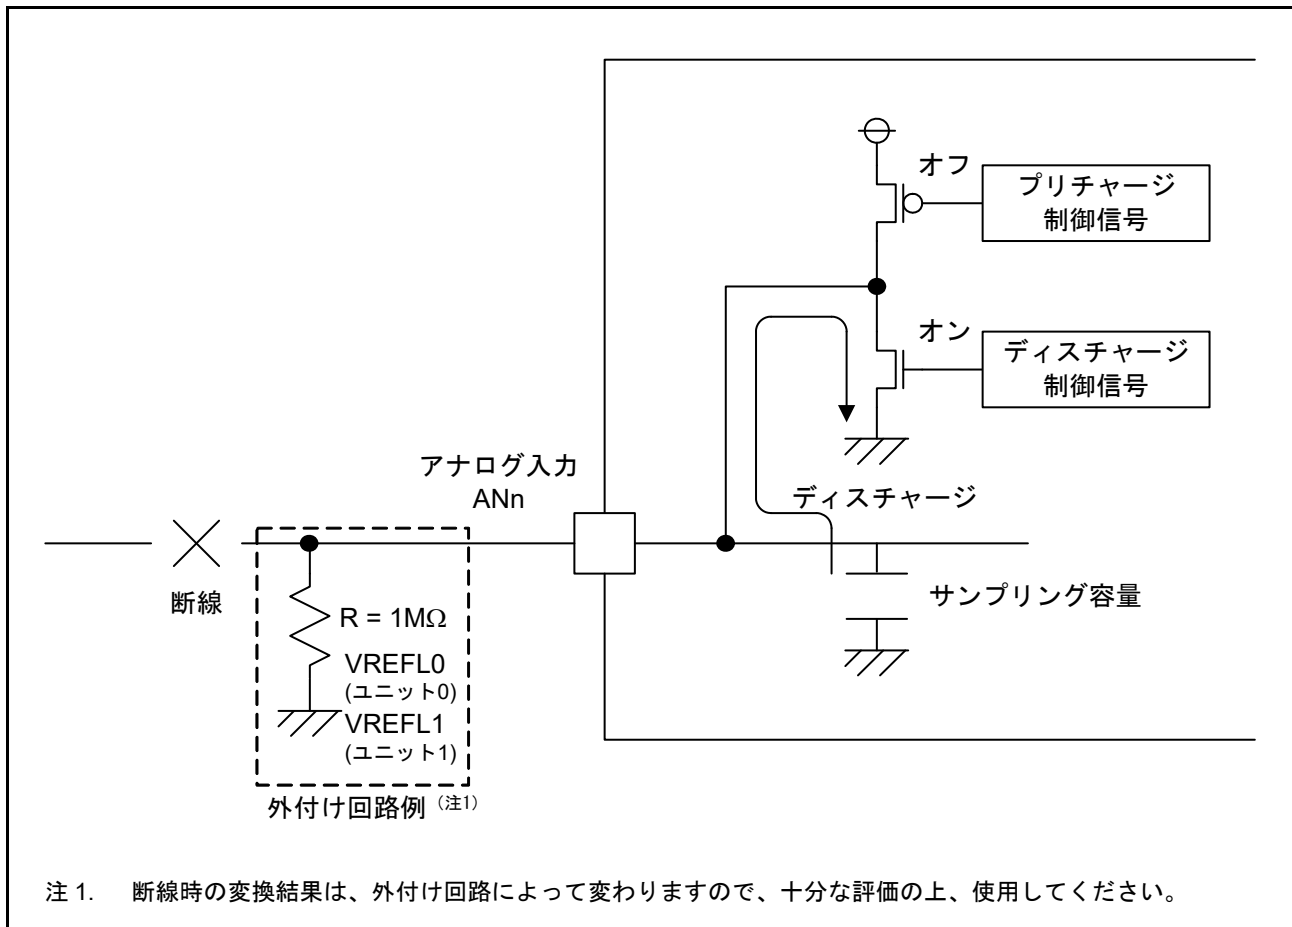 オフ
プリチャージ
制御信号
オン
ディスチャージ
制御信号
アナログ入力
ANn
ディスチャージ
断線
R = 1MΩ
サンプリング容量
VREFL0
(ユニット0)
VREFL1
(ユニット1)
外付け回路例 (注1)
注 1. 断線時の変換結果は、外付け回路によって変わりますので、十分な評価の上、使用してください。